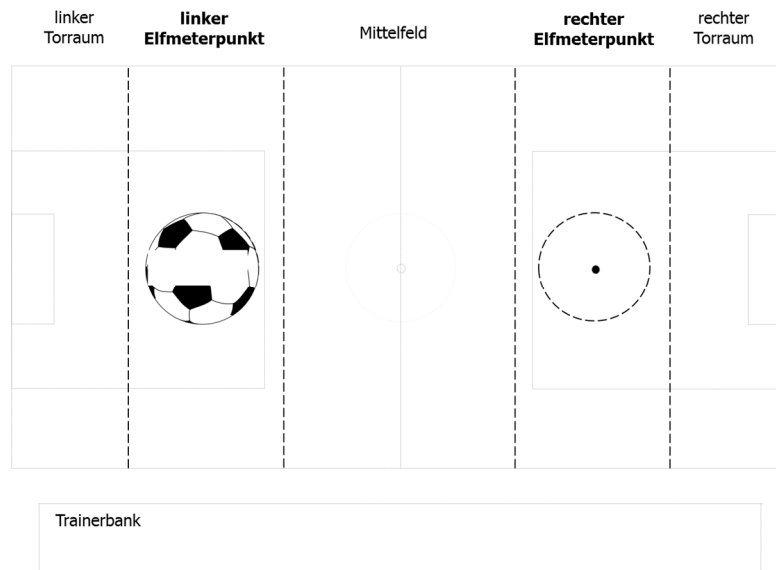 linker
Torraum
linker
Elfmeterpunkt
Mittelfeld
rechter
Elfmeterpunkt
rechter
Torraum
Trainerbank